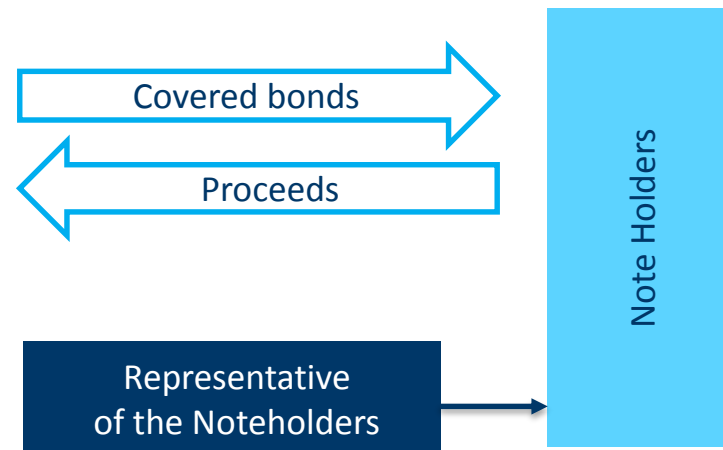 Covered bonds
Proceeds
Note Holders
Representative
of the Noteholders